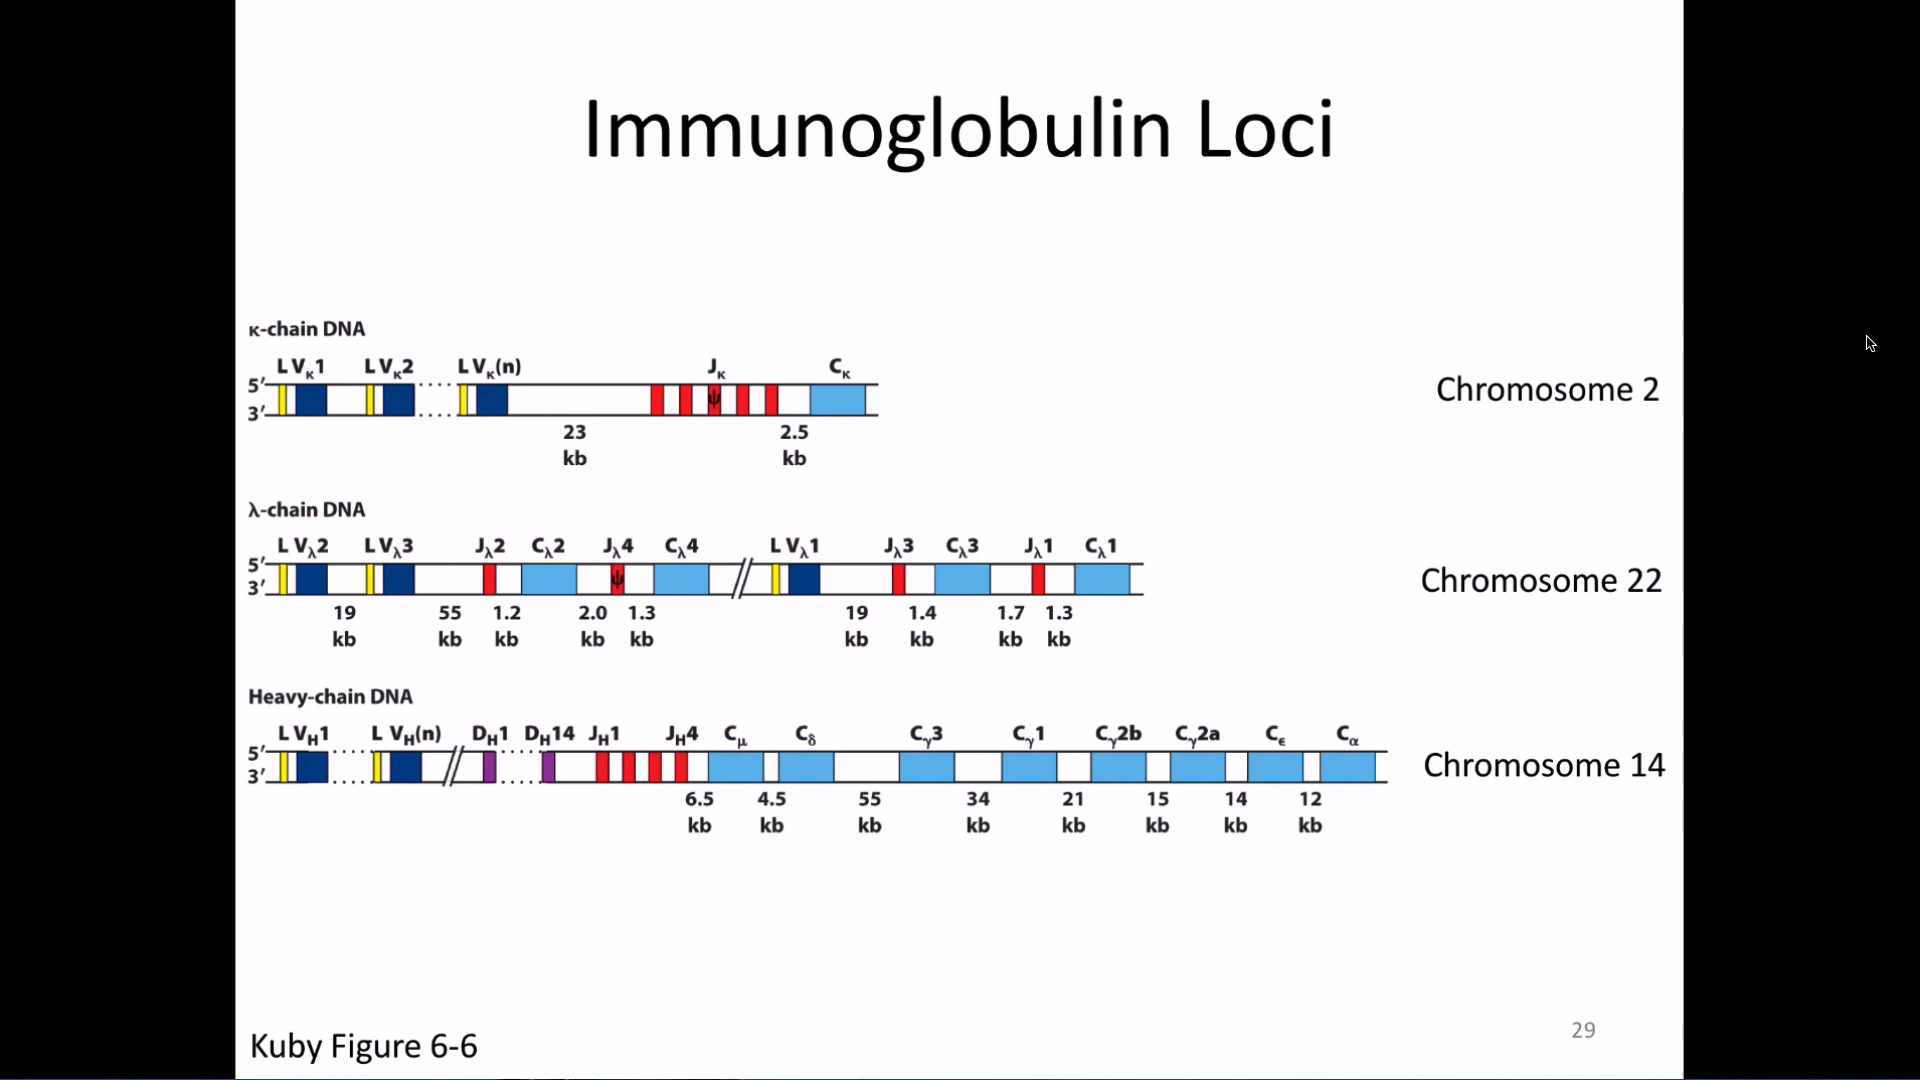 Immunoglobulin Loci
κ-chain DNA
L Vκ1 L Vκ2 L Vκ(n) Jκ Cκ
5′
3′
ψ
23 kb 2.5 kb
Chromosome 2
λ-chain DNA
L Vλ2 L Vλ3 Jλ2 Cλ2 Jλ4 Cλ4 L Vλ1 Jλ3 Cλ3 Jλ1 Cλ1
5′
3′
ψ
19 kb 55 kb 1.2 kb 2.0 kb 1.3 kb 19 kb 1.4 kb 1.7 kb 1.3 kb
Chromosome 22
Heavy-chain DNA
L VH1 L VH(n) DH1 DH14 JH1 JH4 Cμ Cδ Cγ3 Cγ1 Cγ2b Cγ2a Cε Cα
5′
3′
6.5 kb 4.5 kb 55 kb 34 kb 21 kb 15 kb 14 kb 12 kb
Chromosome 14
Kuby Figure 6-6
29